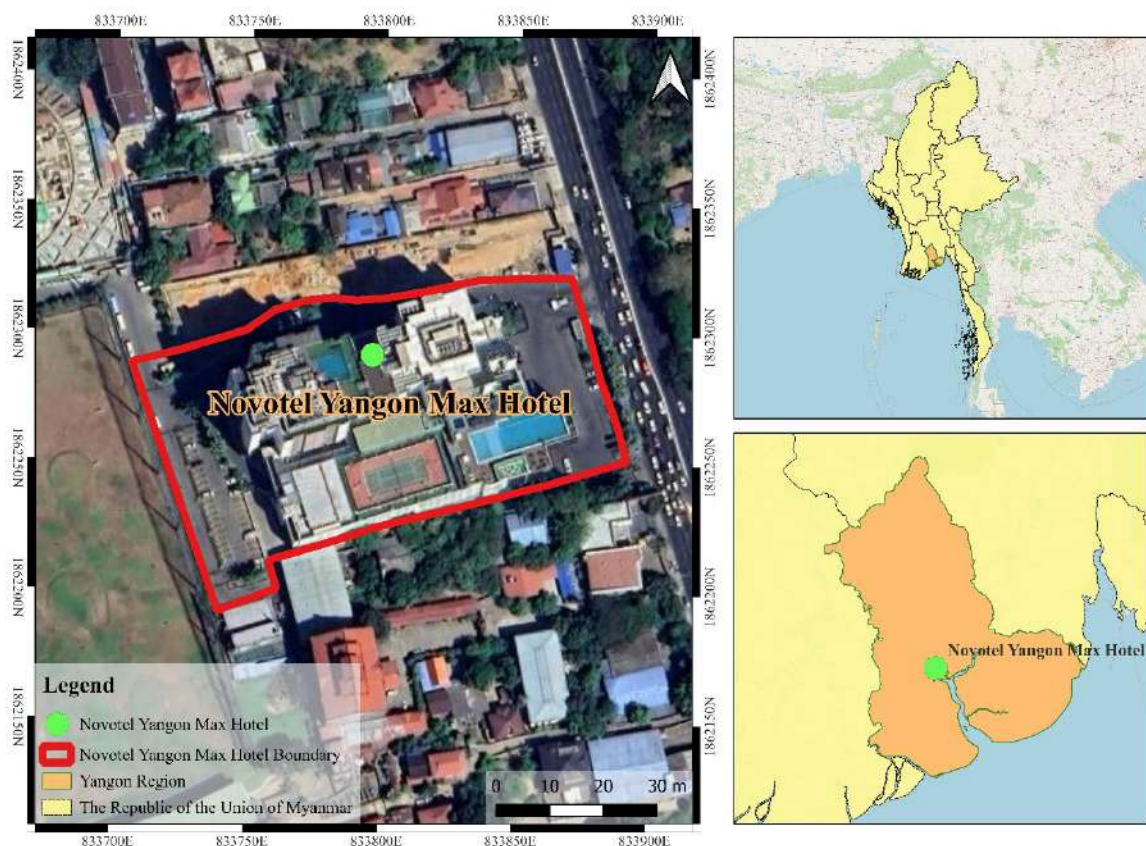 833700E 833750E 833800E 833850E 833900E
1862400N
1862350N
1862300N
1862250N
1862200N
1862150N
1862400N
1862350N
1862300N
1862250N
1862200N
1862150N
Novotel Yangon Max Hotel
Legend
Novotel Yangon Max Hotel
Novotel Yangon Max Hotel Boundary
Yangon Region
The Republic of the Union of Myanmar
0 10 20 30 m
833700E 833750E 833800E 833850E 833900E
Novotel Yangon Max Hotel